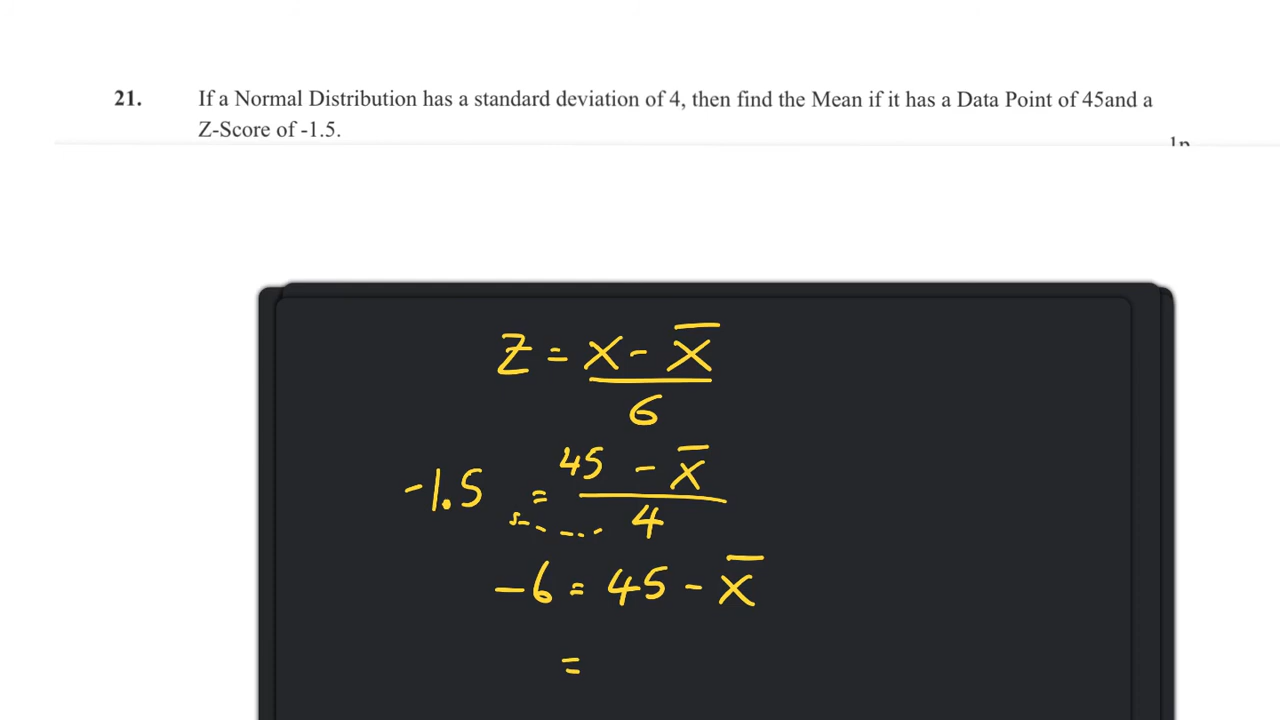 21. If a Normal Distribution has a standard deviation of 4, then find the Mean if it has a Data Point of 45and a
Z-Score of -1.5.
1p
Z = x - x̅
6
-1.5 = 45 - x̅
4
-6 = 45 - x̅
=